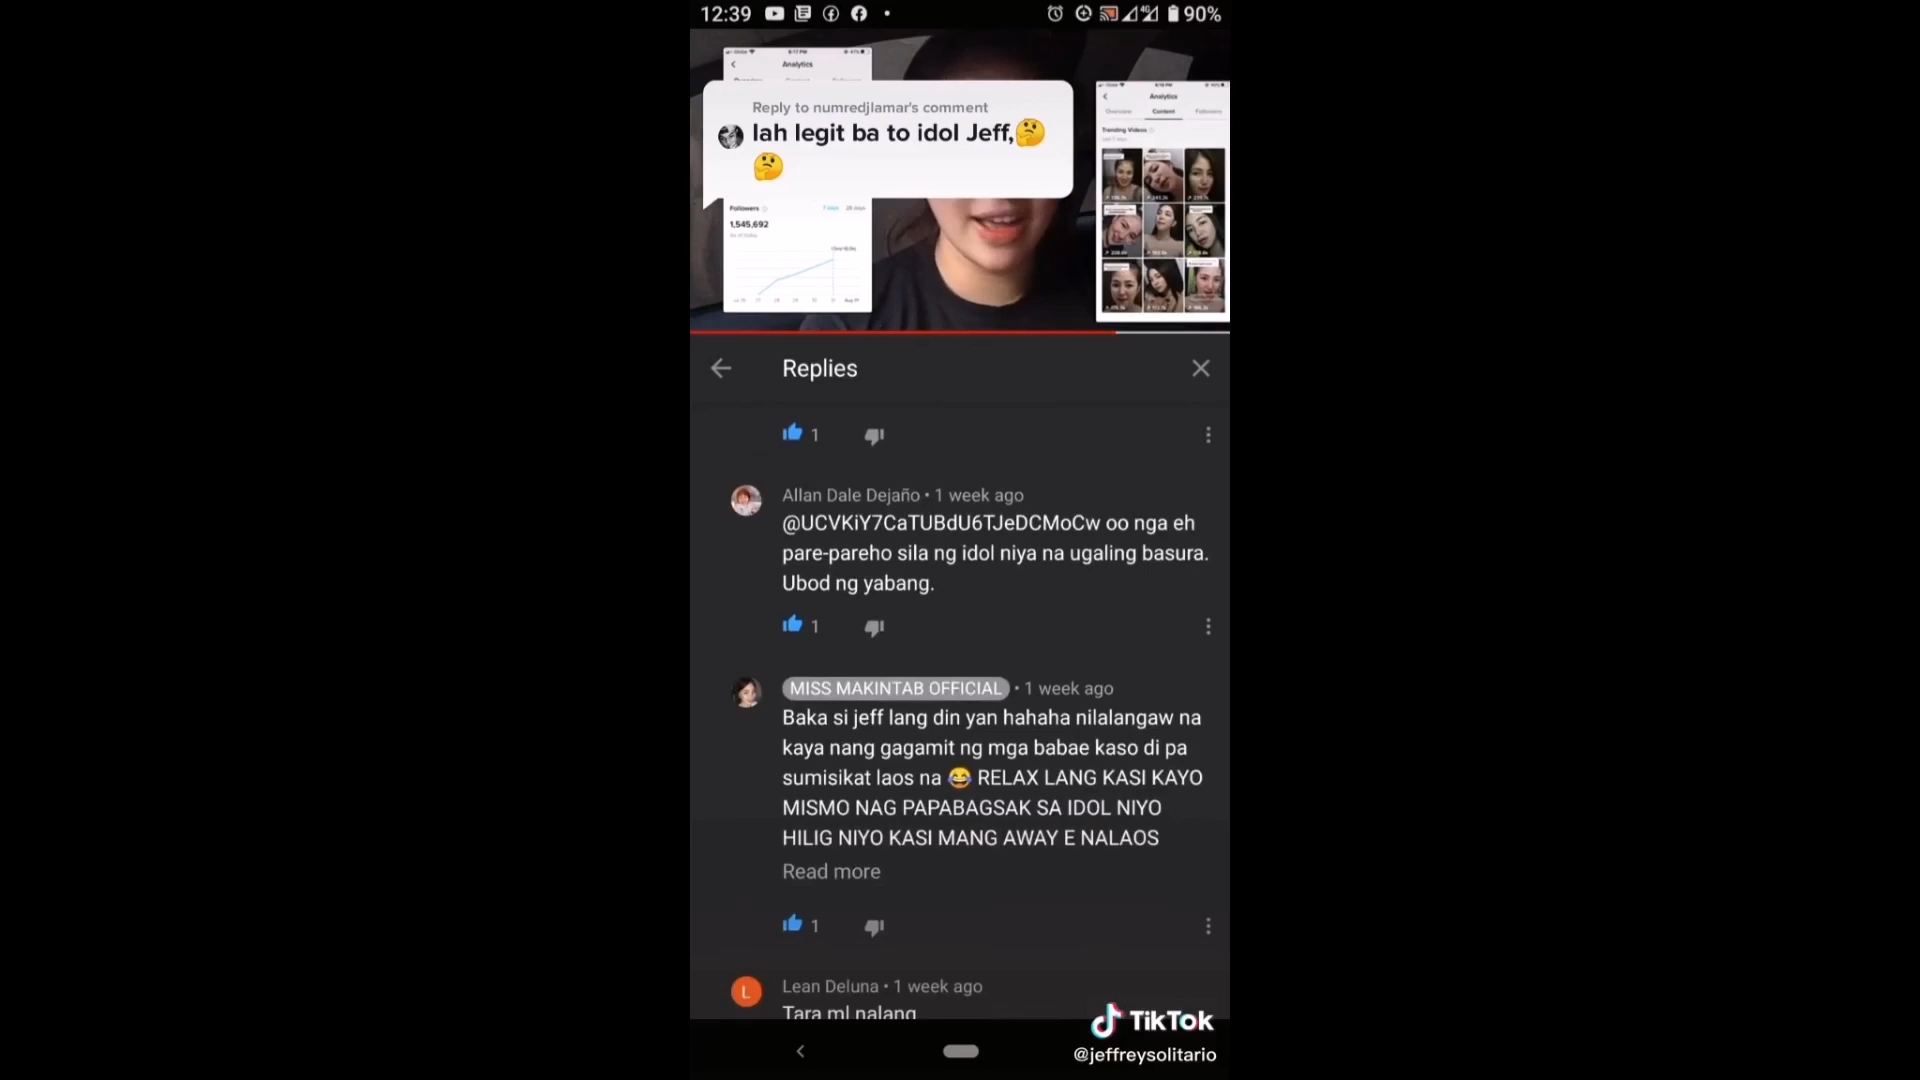 12:39
90%
Analytics
Reply to numredjlamar's comment
lah legit ba to idol Jeff,🤔
🤔
Followers
7 days
28 days
1,545,692
Analytics
Overview
Content
Followers
Trending Videos
Replies
1
Allan Dale Dejaño • 1 week ago
@UCVKiY7CaTUBdU6TJeDCMoCw oo nga eh
pare-pareho sila ng idol niya na ugaling basura.
Ubod ng yabang.
1
MISS MAKINTAB OFFICIAL • 1 week ago
Baka si jeff lang din yan hahaha nilalangaw na
kaya nang gagamit ng mga babae kaso di pa
sumisikat laos na 😂 RELAX LANG KASI KAYO
MISMO NAG PAPABAGSAK SA IDOL NIYO
HILIG NIYO KASI MANG AWAY E NALAOS
Read more
1
L
Lean Deluna • 1 week ago
Tara ml nalang
TikTok
@jeffreysolitario